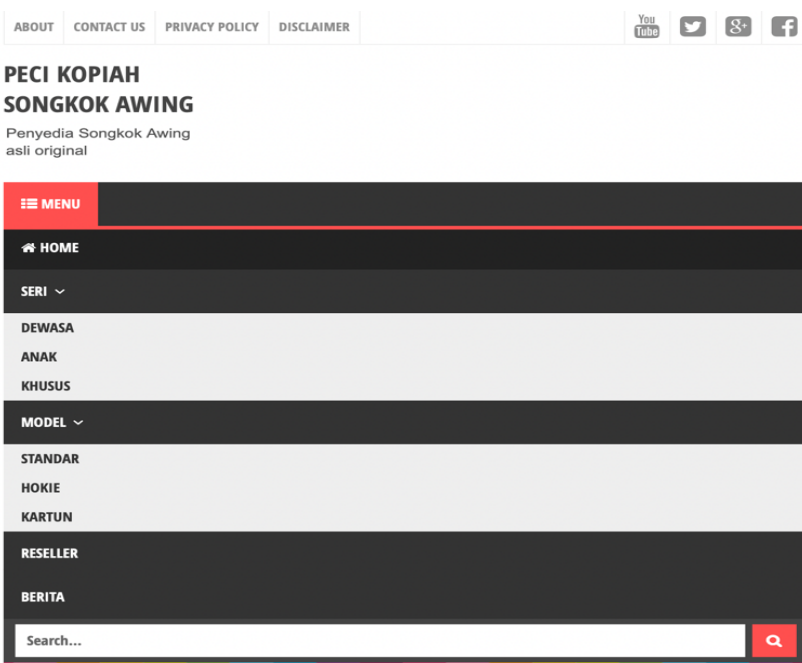 ABOUT CONTACT US PRIVACY POLICY DISCLAIMER You Tube g+ f
PECI KOPIAH
SONGKOK AWING
Penyedia Songkok Awing
asli original
MENU
HOME
SERI
DEWASA
ANAK
KHUSUS
MODEL
STANDAR
HOKIE
KARTUN
RESELLER
BERITA
Search...